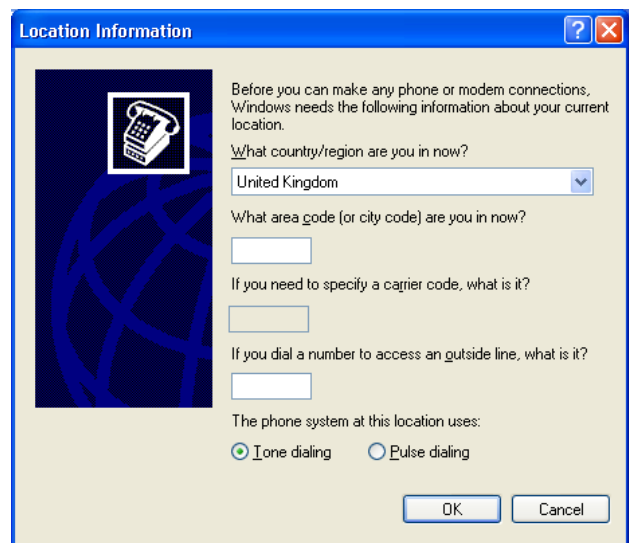 Location Information
Before you can make any phone or modem connections,
Windows needs the following information about your current
location.
What country/region are you in now?
United Kingdom
What area code (or city code) are you in now?
If you need to specify a carrier code, what is it?
If you dial a number to access an outside line, what is it?
The phone system at this location uses:
Tone dialing
Pulse dialing
OK
Cancel